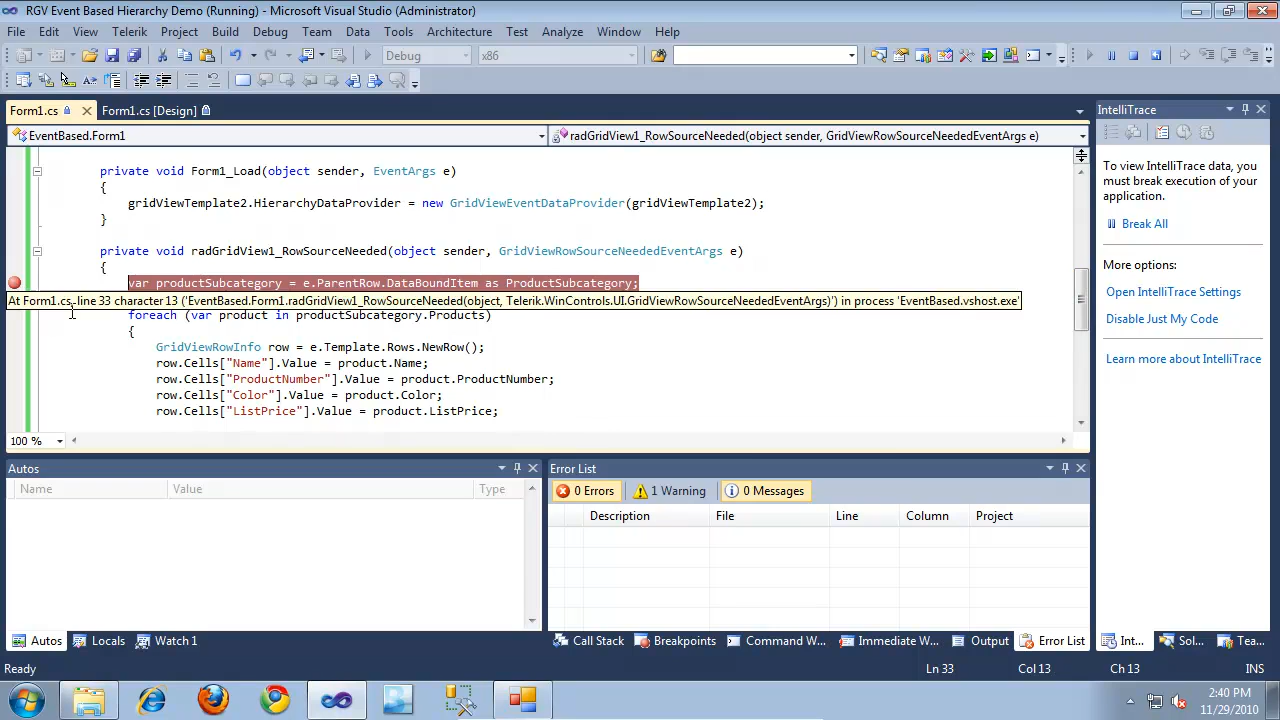 RGV Event Based Hierarchy Demo (Running) - Microsoft Visual Studio (Administrator)
File Edit View Telerik Project Build Debug Team Data Tools Architecture Test Analyze Window Help
Debug x86
Form1.cs Form1.cs [Design]
EventBased.Form1 radGridView1_RowSourceNeeded(object sender, GridViewRowSourceNeededEventArgs e)
private void Form1_Load(object sender, EventArgs e)
{
gridViewTemplate2.HierarchyDataProvider = new GridViewEventDataProvider(gridViewTemplate2);
}
private void radGridView1_RowSourceNeeded(object sender, GridViewRowSourceNeededEventArgs e)
{
var productSubcategory = e.ParentRow.DataBoundItem as ProductSubcategory;
At Form1.cs, line 33 character 13 ('EventBased.Form1.radGridView1_RowSourceNeeded(object, Telerik.WinControls.UI.GridViewRowSourceNeededEventArgs)') in process 'EventBased.vshost.exe'
foreach (var product in productSubcategory.Products)
{
GridViewRowInfo row = e.Template.Rows.NewRow();
row.Cells["Name"].Value = product.Name;
row.Cells["ProductNumber"].Value = product.ProductNumber;
row.Cells["Color"].Value = product.Color;
row.Cells["ListPrice"].Value = product.ListPrice;
100 %
IntelliTrace
To view IntelliTrace data, you
must break execution of your
application.
Break All
More options:
Open IntelliTrace Settings
Disable Just My Code
Learn more about IntelliTrace
Autos
Name Value Type
Error List
0 Errors 1 Warning 0 Messages
Description File Line Column Project
Autos Locals Watch 1
Call Stack Breakpoints Command W... Immediate W... Output Error List
Int... Sol... Tea...
Ready Ln 33 Col 13 Ch 13 INS
2:40 PM
11/29/2010